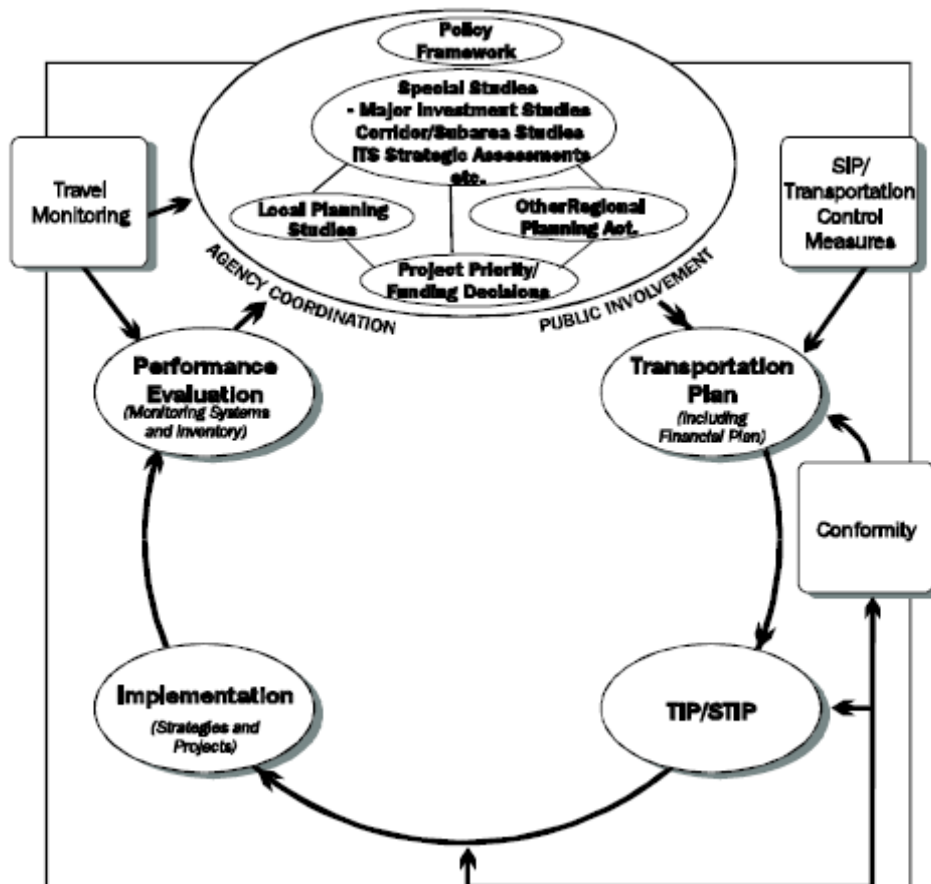 Policy
Framework
Special Studies
- Major Investment Studies
Corridor/Subarea Studies
ITS Strategic Assessments
etc.
Local Planning
Studies
OtherRegional
Planning Act.
Project Priority/
Funding Decisions
AGENCY COORDINATION
PUBLIC INVOLVEMENT
Travel
Monitoring
SIP/
Transportation
Control
Measures
Performance
Evaluation
(Monitoring Systems
and Inventory)
Transportation
Plan
(Including
Financial Plan)
Conformity
Implementation
(Strategies and
Projects)
TIP/STIP